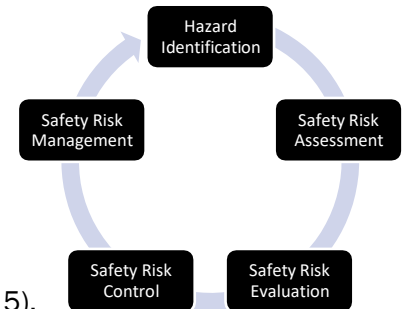 Hazard
Identification
Safety Risk
Assessment
Safety Risk
Evaluation
Safety Risk
Control
Safety Risk
Management
5).